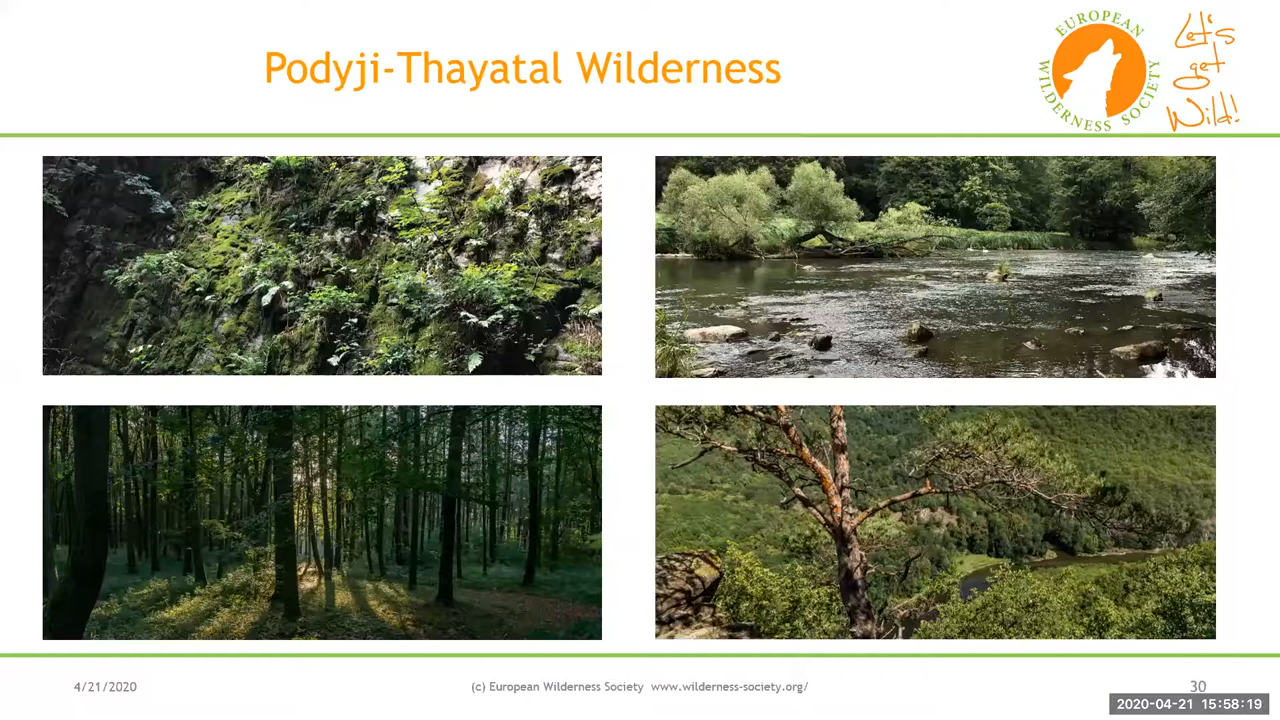 Podyji-Thayatal Wilderness
EUROPEAN
WILDERNESS SOCIETY
Let's
get
Wild!
4/21/2020
(c) European Wilderness Society www.wilderness-society.org/
30
2020-04-21 15:58:19